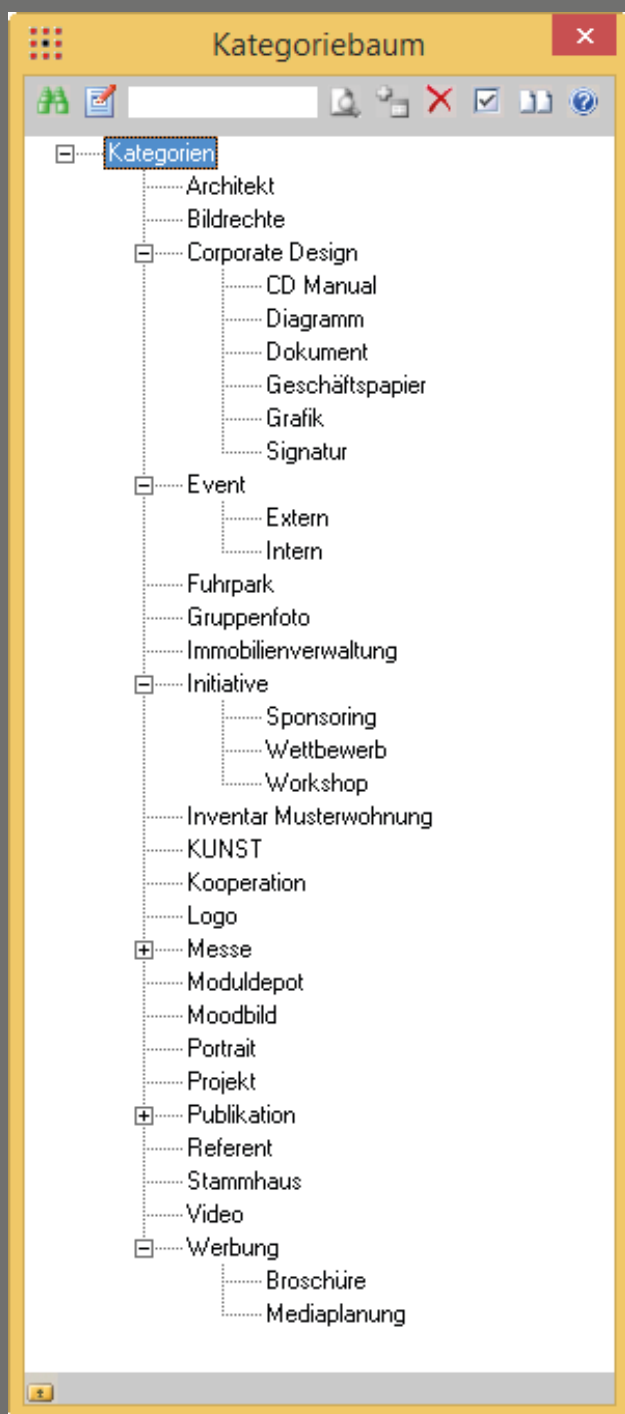 Kategoriebaum
Kategorien
Architekt
Bildrechte
Corporate Design
CD Manual
Diagramm
Dokument
Geschäftspapier
Grafik
Signatur
Event
Extern
Intern
Fuhrpark
Gruppenfoto
Immobilienverwaltung
Initiative
Sponsoring
Wettbewerb
Workshop
Inventar Musterwohnung
KUNST
Kooperation
Logo
Messe
Moduldepot
Moodbild
Portrait
Projekt
Publikation
Referent
Stammhaus
Video
Werbung
Broschüre
Mediaplanung